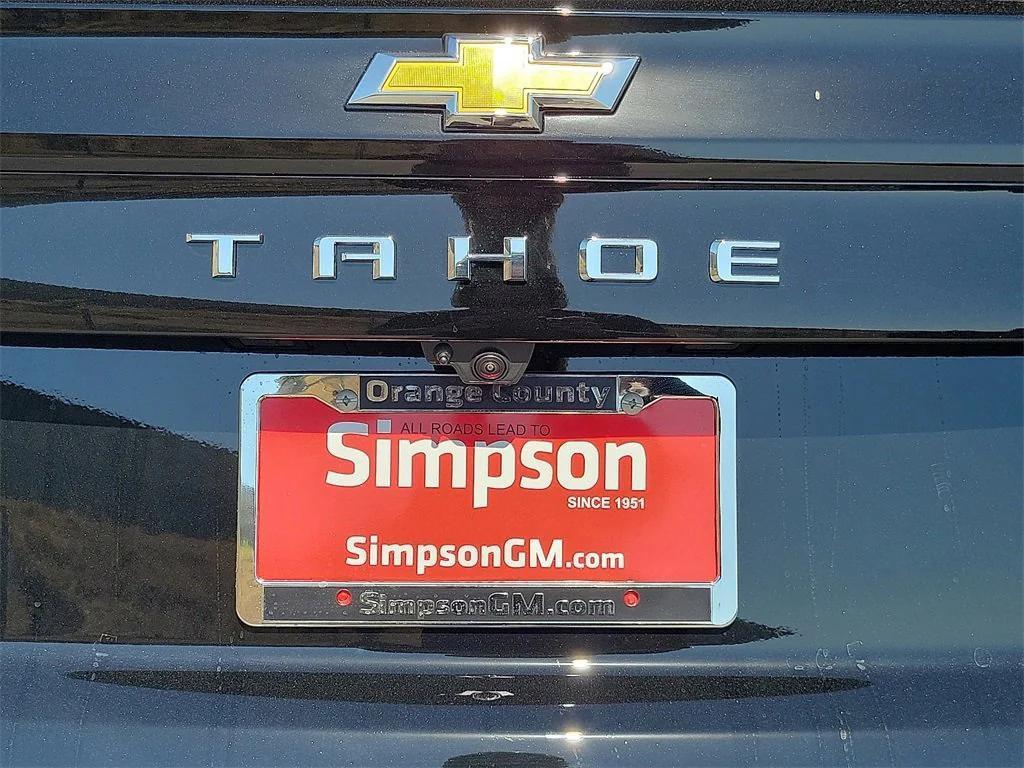 TAHOE
Orange County
ALL ROADS LEAD TO
Simpson
SINCE 1951
SimpsonGM.com
SimpsonGM.com